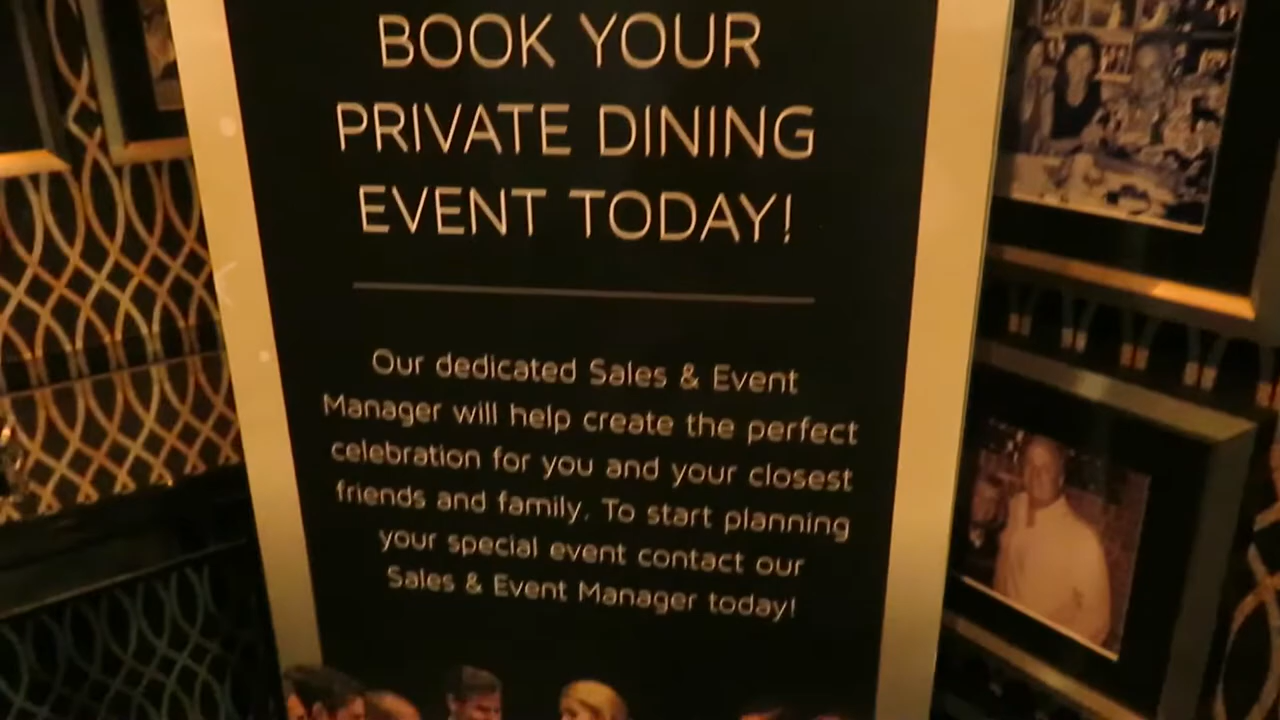 BOOK YOUR
PRIVATE DINING
EVENT TODAY!
Our dedicated Sales & Event
Manager will help create the perfect
celebration for you and your closest
friends and family. To start planning
your special event contact our
Sales & Event Manager today!